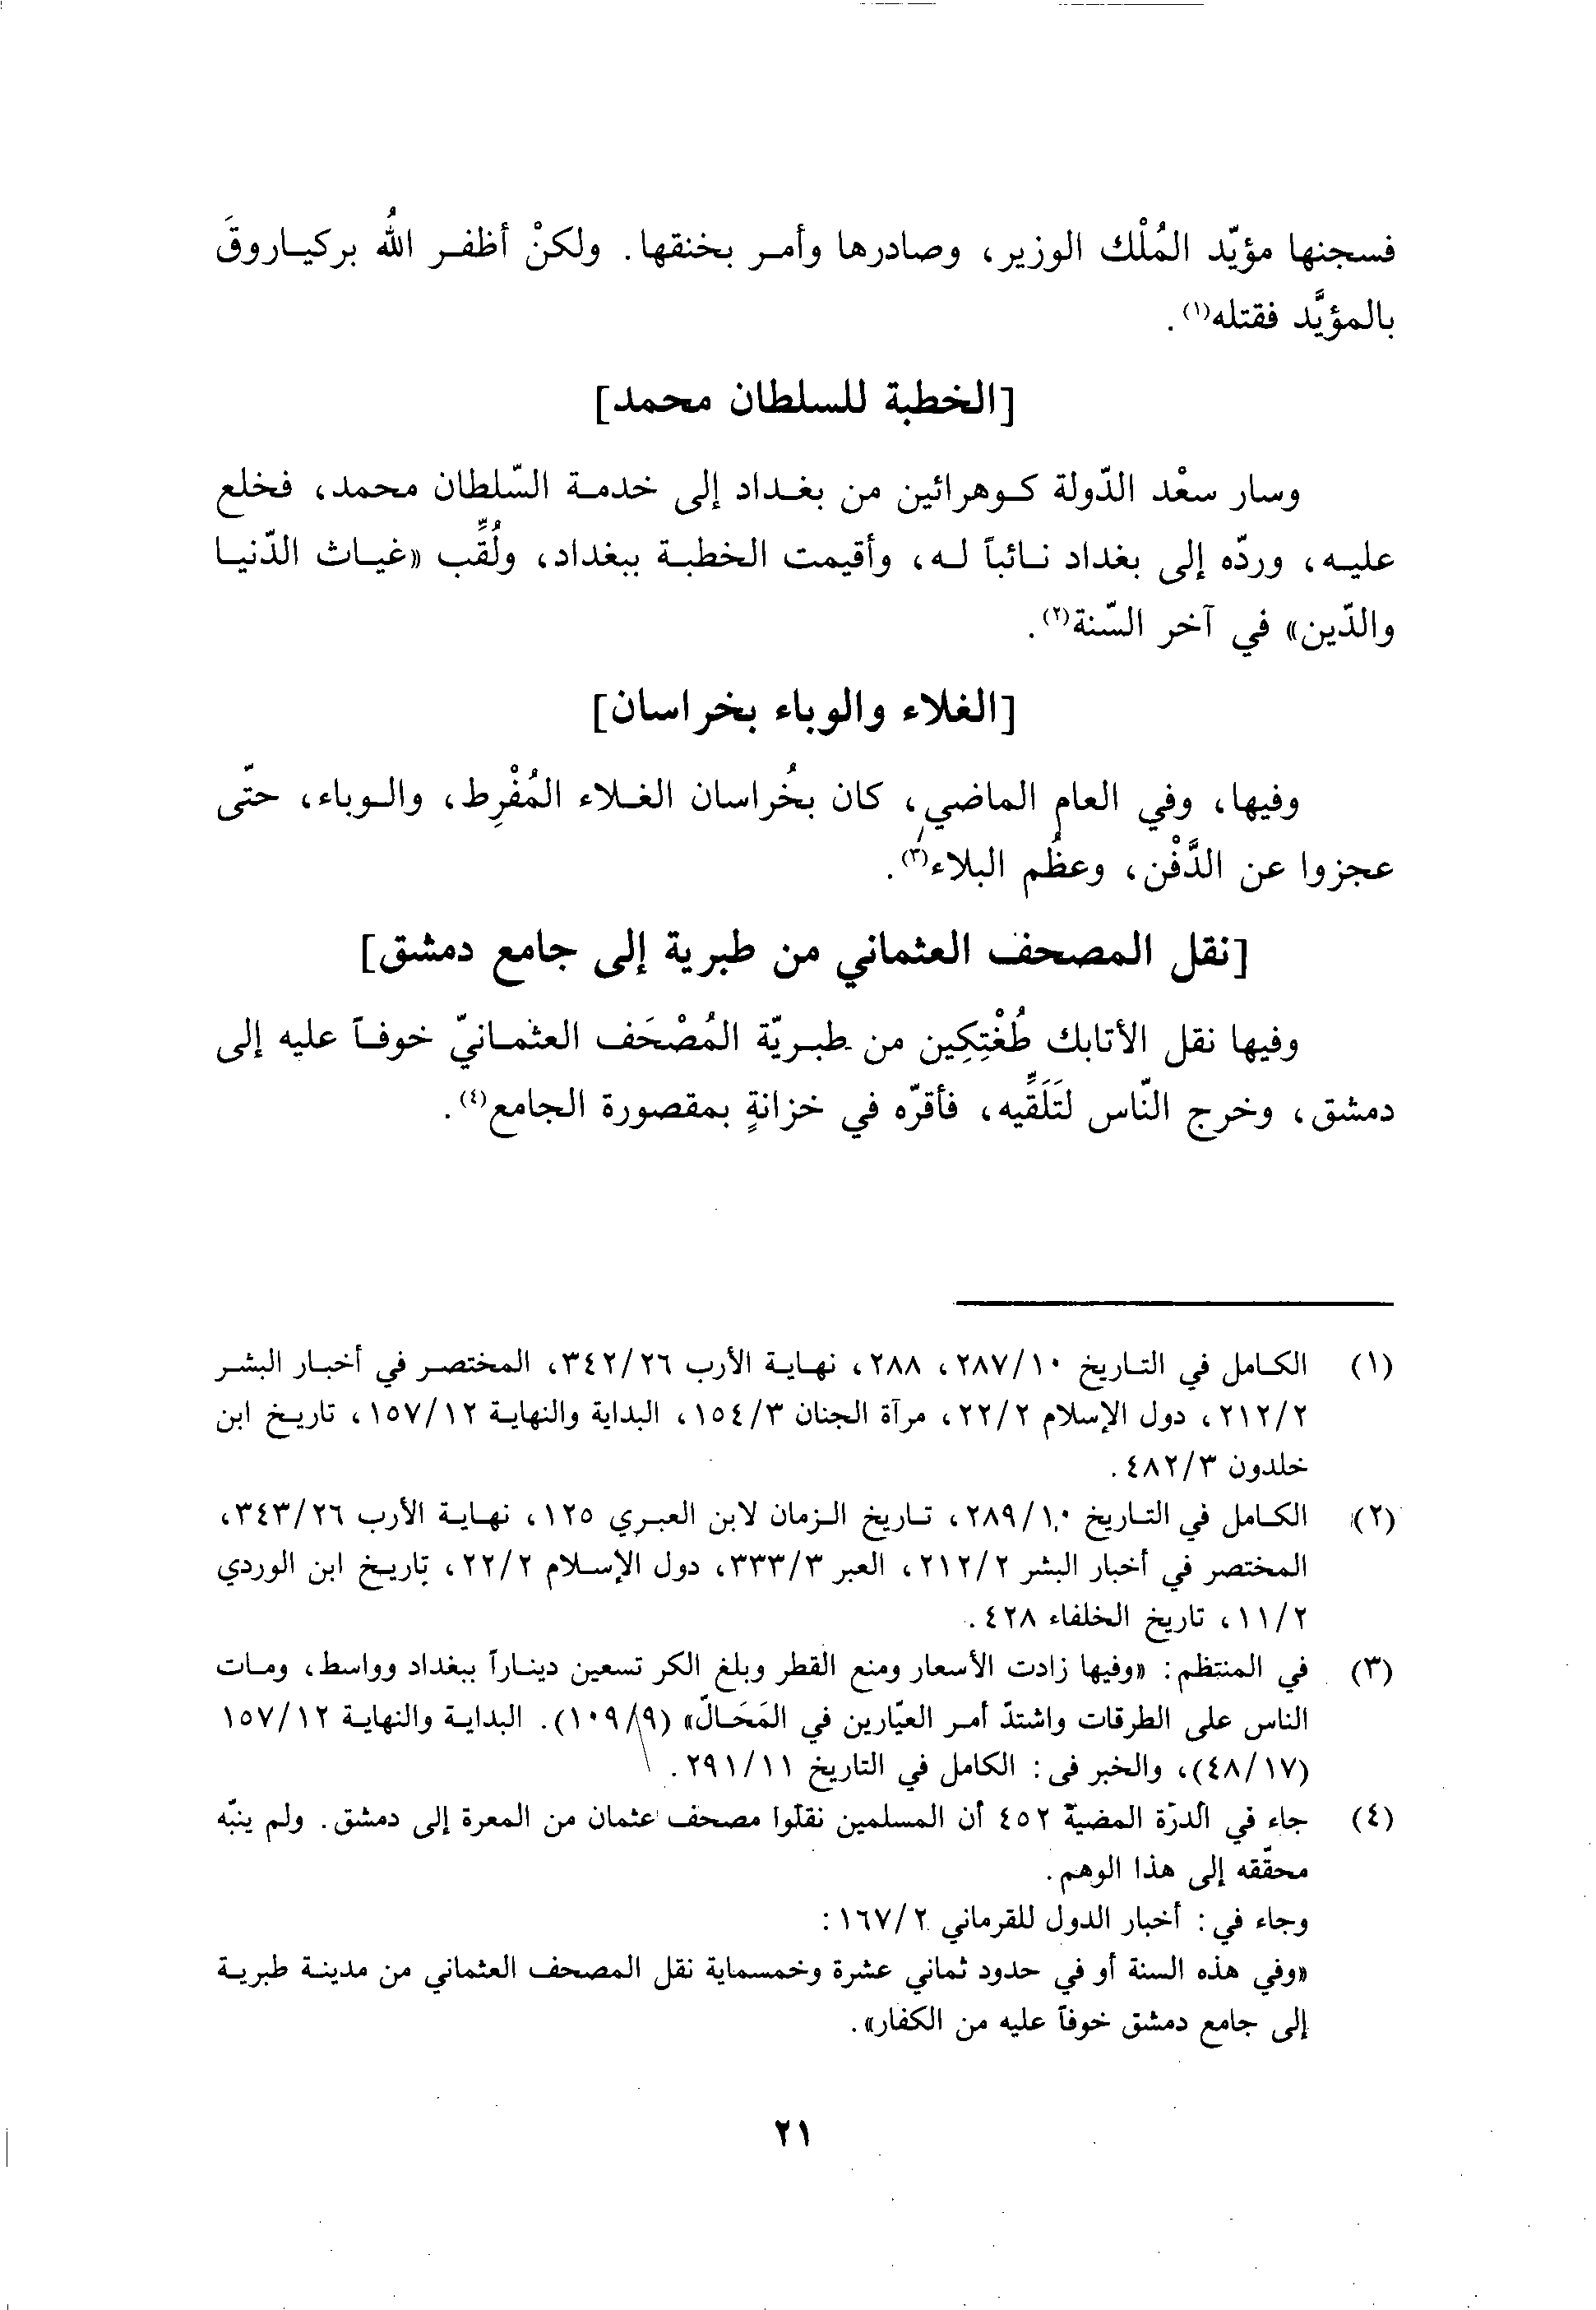 فسجنها مؤيّد المُلْك الوزير، وصادرها وأمر بخنقها. ولكنْ أظفر اللهُ بركياروقَ
بالمؤيَّد فقتله(١).
[الخطبة للسلطان محمد]
وسار سعْد الدّولة كوهرائين من بغداد إلى خدمة السّلطان محمد، فخلع
عليه، وردّه إلى بغداد نائباً له، وأقيمت الخطبة ببغداد، ولُقِّب «غياث الدّنيا
والدّين» في آخر السّنة(٢).
[الغلاء والوباء بخراسان]
وفيها، وفي العام الماضي، كان بخُراسان الغلاء المُفْرِط، والوباء، حتّى
عجزوا عن الدَّفْن، وعظُم البلاء(٣).
[نقل المصحف العثماني من طبرية إلى جامع دمشق]
وفيها نقل الأتابك طُغْتِكِين من طبريّة المُصْحَف العثمانيّ خوفاً عليه إلى
دمشق، وخرج النّاس لتَلَقِّيه، فأقرّه في خزانةٍ بمقصورة الجامع(٤).
(١) الكامل في التاريخ ٢٨٧/١٠، ٢٨٨، نهاية الأرب ٣٤٢/٢٦، المختصر في أخبار البشر
٢١٢/٢، دول الإسلام ٢٢/٢، مرآة الجنان ١٥٤/٣، البداية والنهاية ١٥٧/١٢، تاريخ ابن
خلدون ٤٨٢/٣.
(٢) الكامل في التاريخ ٢٨٩/١٠، تاريخ الزمان لابن العبري ١٢٥، نهاية الأرب ٣٤٣/٢٦،
المختصر في أخبار البشر ٢١٢/٢، العبر ٣٣٣/٣، دول الإسلام ٢٢/٢، تاريخ ابن الوردي
١١/٢، تاريخ الخلفاء ٤٢٨.
(٣) في المنتظم: «وفيها زادت الأسعار ومنع القطر وبلغ الكر تسعين ديناراً ببغداد وواسط، ومات
الناس على الطرقات واشتدّ أمر العيّارين في المَحَالّ» (١٠٩/٩). البداية والنهاية ١٥٧/١٢
(٤٨/١٧)، والخبر فى: الكامل في التاريخ ٢٩١/١١.
(٤) جاء في الدرّة المضيّة ٤٥٢ أن المسلمين نقلوا مصحف عثمان من المعرة إلى دمشق. ولم ينبّه
محقّقه إلى هذا الوهم.
وجاء في: أخبار الدول للقرماني ١٦٧/٢:
«وفي هذه السنة أو في حدود ثماني عشرة وخمسماية نقل المصحف العثماني من مدينة طبرية
إلى جامع دمشق خوفاً عليه من الكفار».
٢١